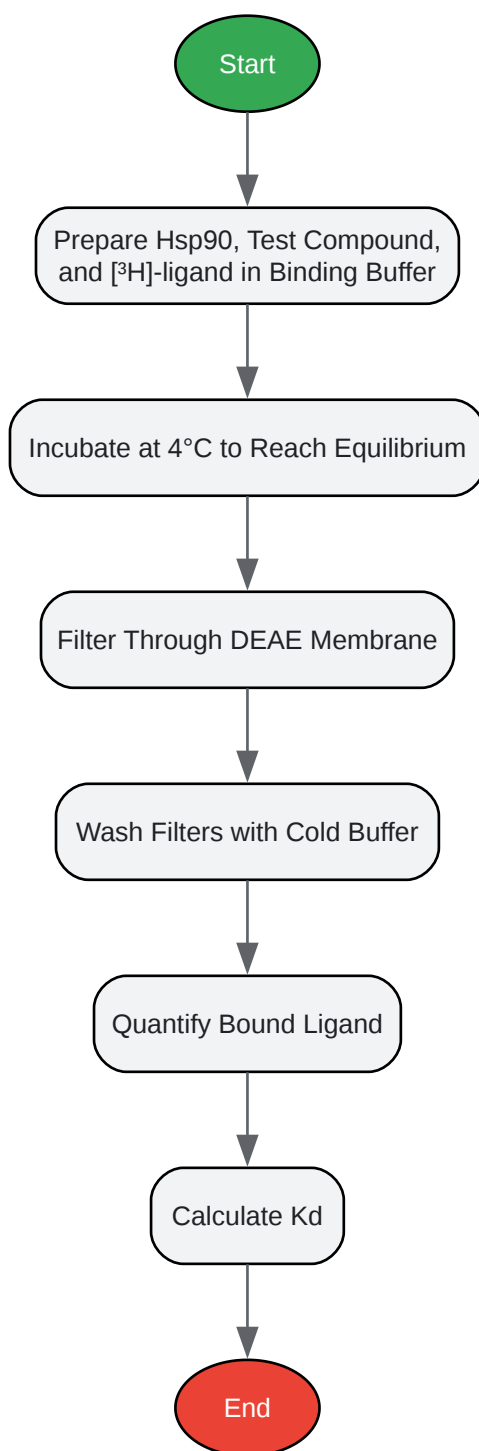 Start
Prepare Hsp90, Test Compound,
and [³H]-ligand in Binding Buffer
Incubate at 4°C to Reach Equilibrium
Filter Through DEAE Membrane
Wash Filters with Cold Buffer
Quantify Bound Ligand
Calculate Kd
End